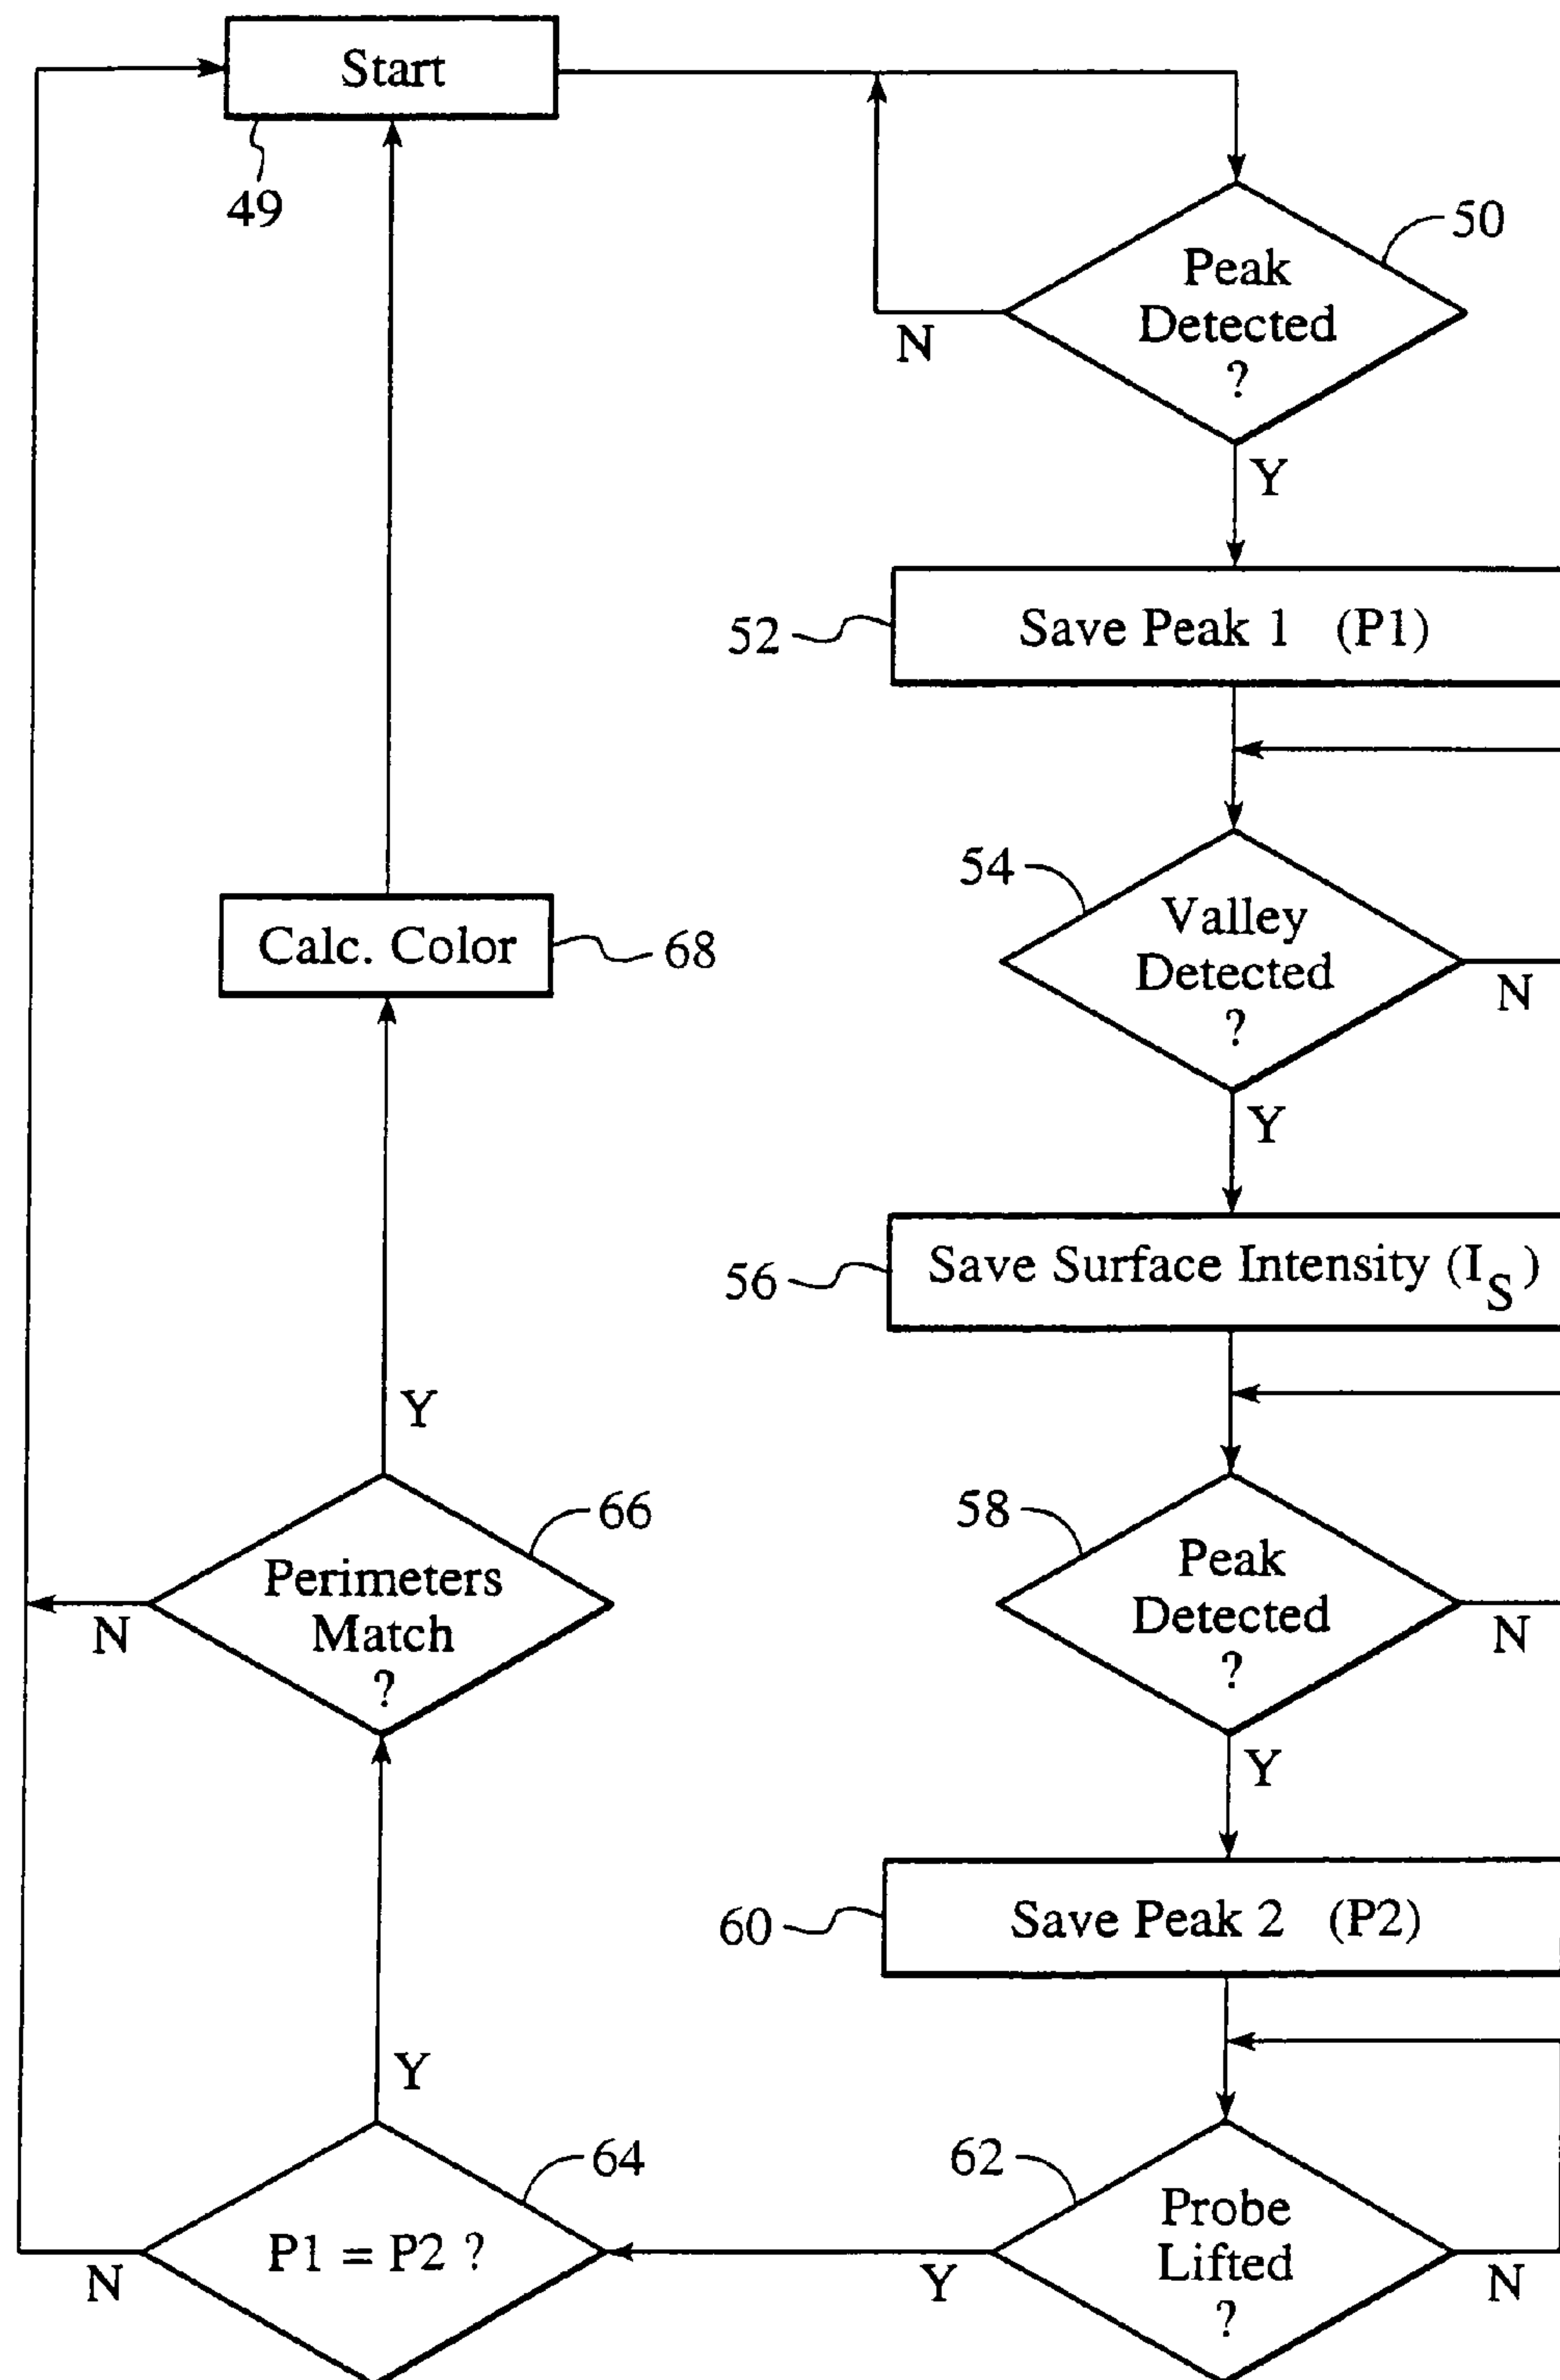 Start
49
50
Peak
Detected
?
N
Y
52
Save Peak 1 (P1)
54
Valley
Detected
?
N
Y
Calc. Color
68
56
Save Surface Intensity (I_S)
58
Peak
Detected
?
N
Y
66
Perimeters
Match
?
N
Y
60
Save Peak 2 (P2)
62
Probe
Lifted
?
N
Y
64
P1 = P2 ?
N
Y